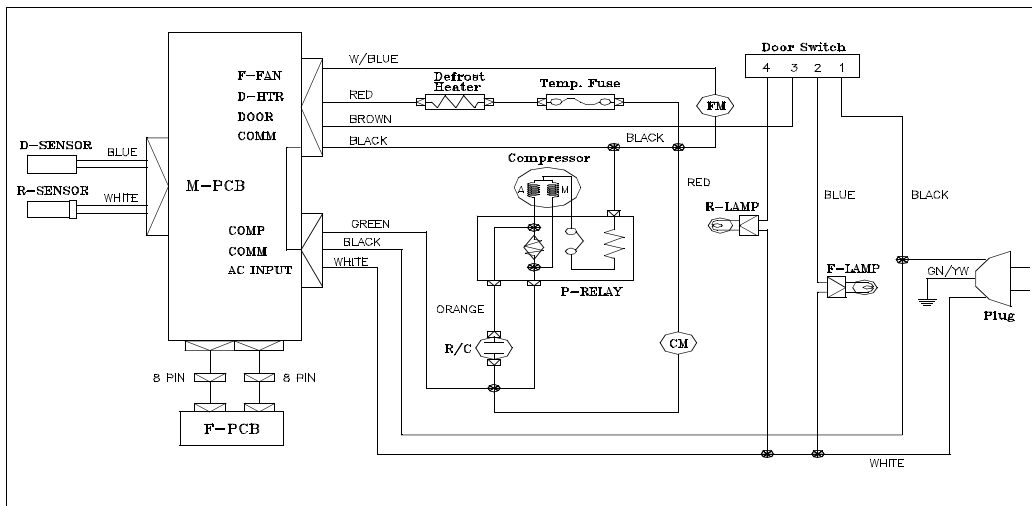 Door Switch
4 3 2 1
W/BLUE
F-FAN
Defrost
Heater
Temp. Fuse
RED
D-HTR
FM
DOOR
BROWN
COMM
BLACK
BLACK
D-SENSOR
BLUE
Compressor
M-PCB
A M
RED
R-SENSOR
WHITE
BLUE
BLACK
R-LAMP
COMP
GREEN
COMM
BLACK
AC INPUT
WHITE
F-LAMP
GN/YW
P-RELAY
Plug
ORANGE
R/C
CM
8 PIN
8 PIN
F-PCB
WHITE